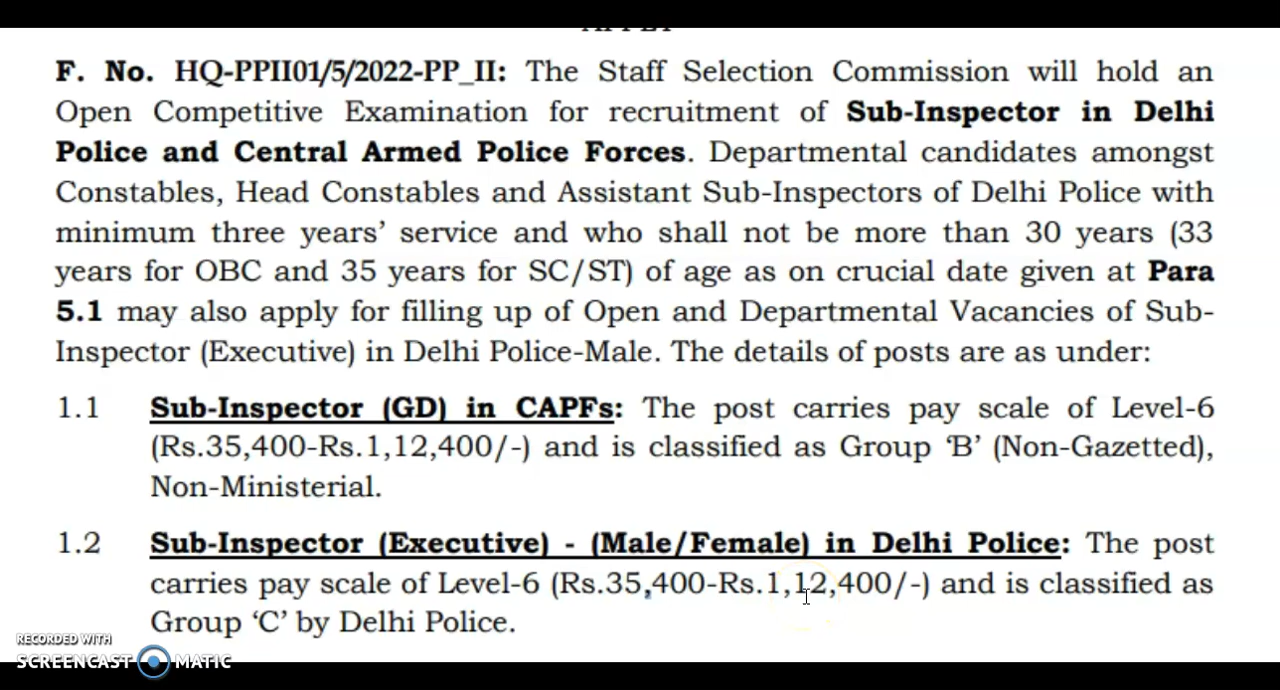 F. No. HQ-PPII01/5/2022-PP_II: The Staff Selection Commission will hold an
Open Competitive Examination for recruitment of Sub-Inspector in Delhi
Police and Central Armed Police Forces. Departmental candidates amongst
Constables, Head Constables and Assistant Sub-Inspectors of Delhi Police with
minimum three years’ service and who shall not be more than 30 years (33
years for OBC and 35 years for SC/ST) of age as on crucial date given at Para
5.1 may also apply for filling up of Open and Departmental Vacancies of Sub-
Inspector (Executive) in Delhi Police-Male. The details of posts are as under:
1.1 Sub-Inspector (GD) in CAPFs: The post carries pay scale of Level-6
(Rs.35,400-Rs.1,12,400/-) and is classified as Group ‘B’ (Non-Gazetted),
Non-Ministerial.
1.2 Sub-Inspector (Executive) - (Male/Female) in Delhi Police: The post
carries pay scale of Level-6 (Rs.35,400-Rs.1,12,400/-) and is classified as
Group ‘C’ by Delhi Police.
RECORDED WITH
SCREENCAST MATIC